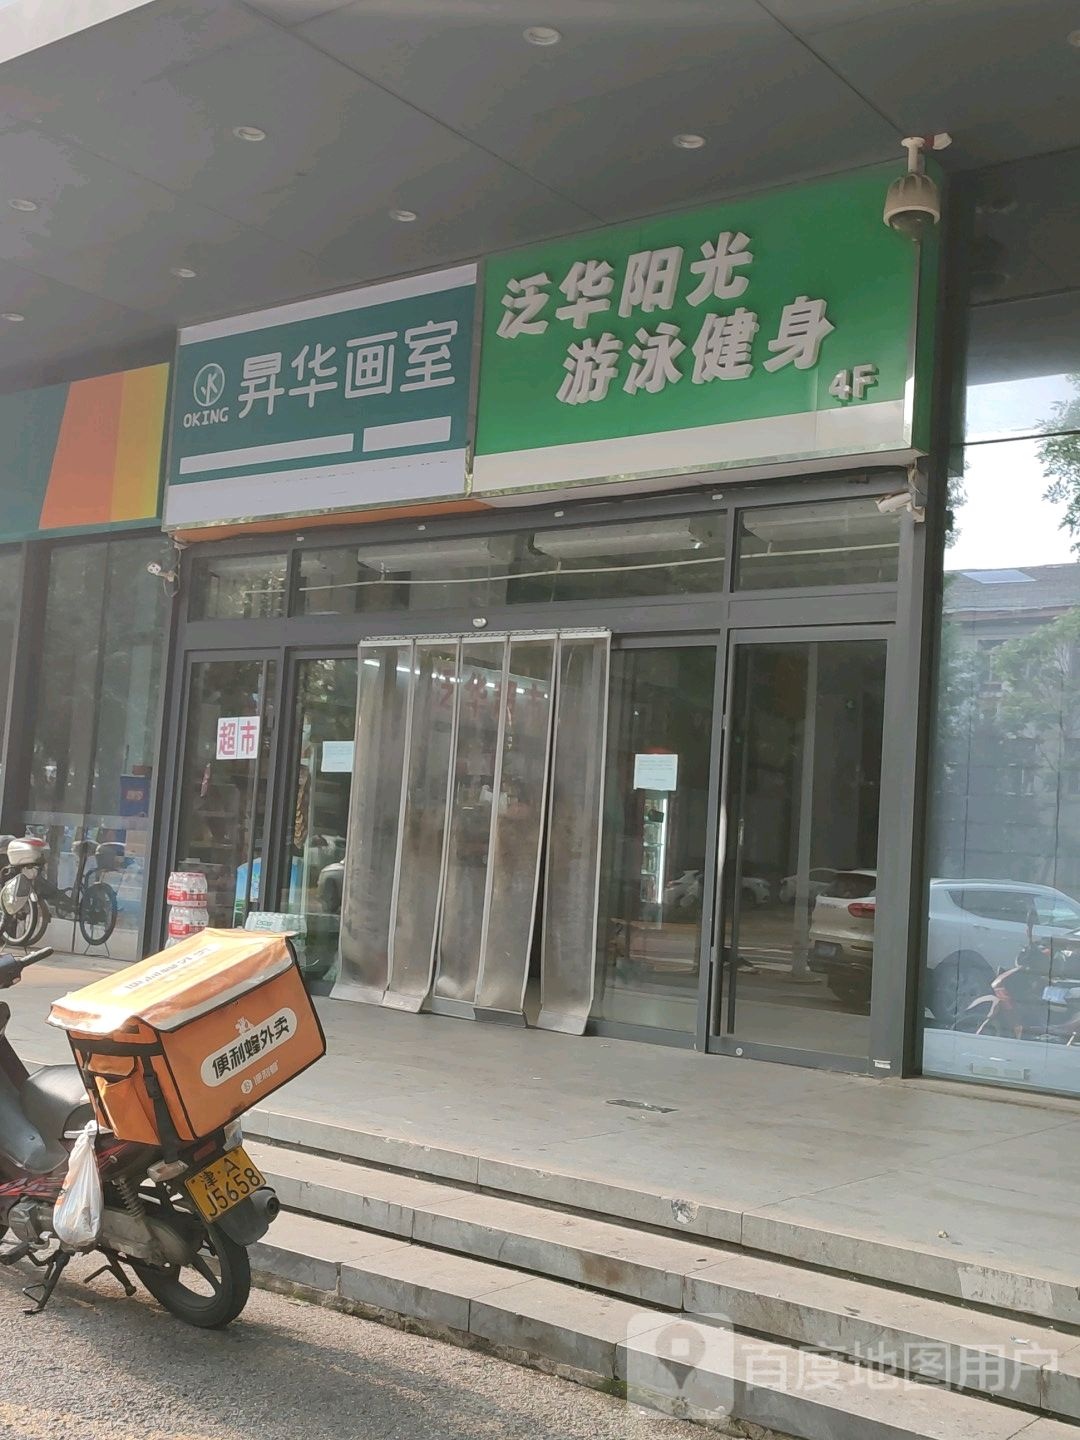 泛华阳光
游泳健身
4F
昇华画室
OKING
超市
便利蜂外卖
便利蜂
津·A
J5658
百度地图用户